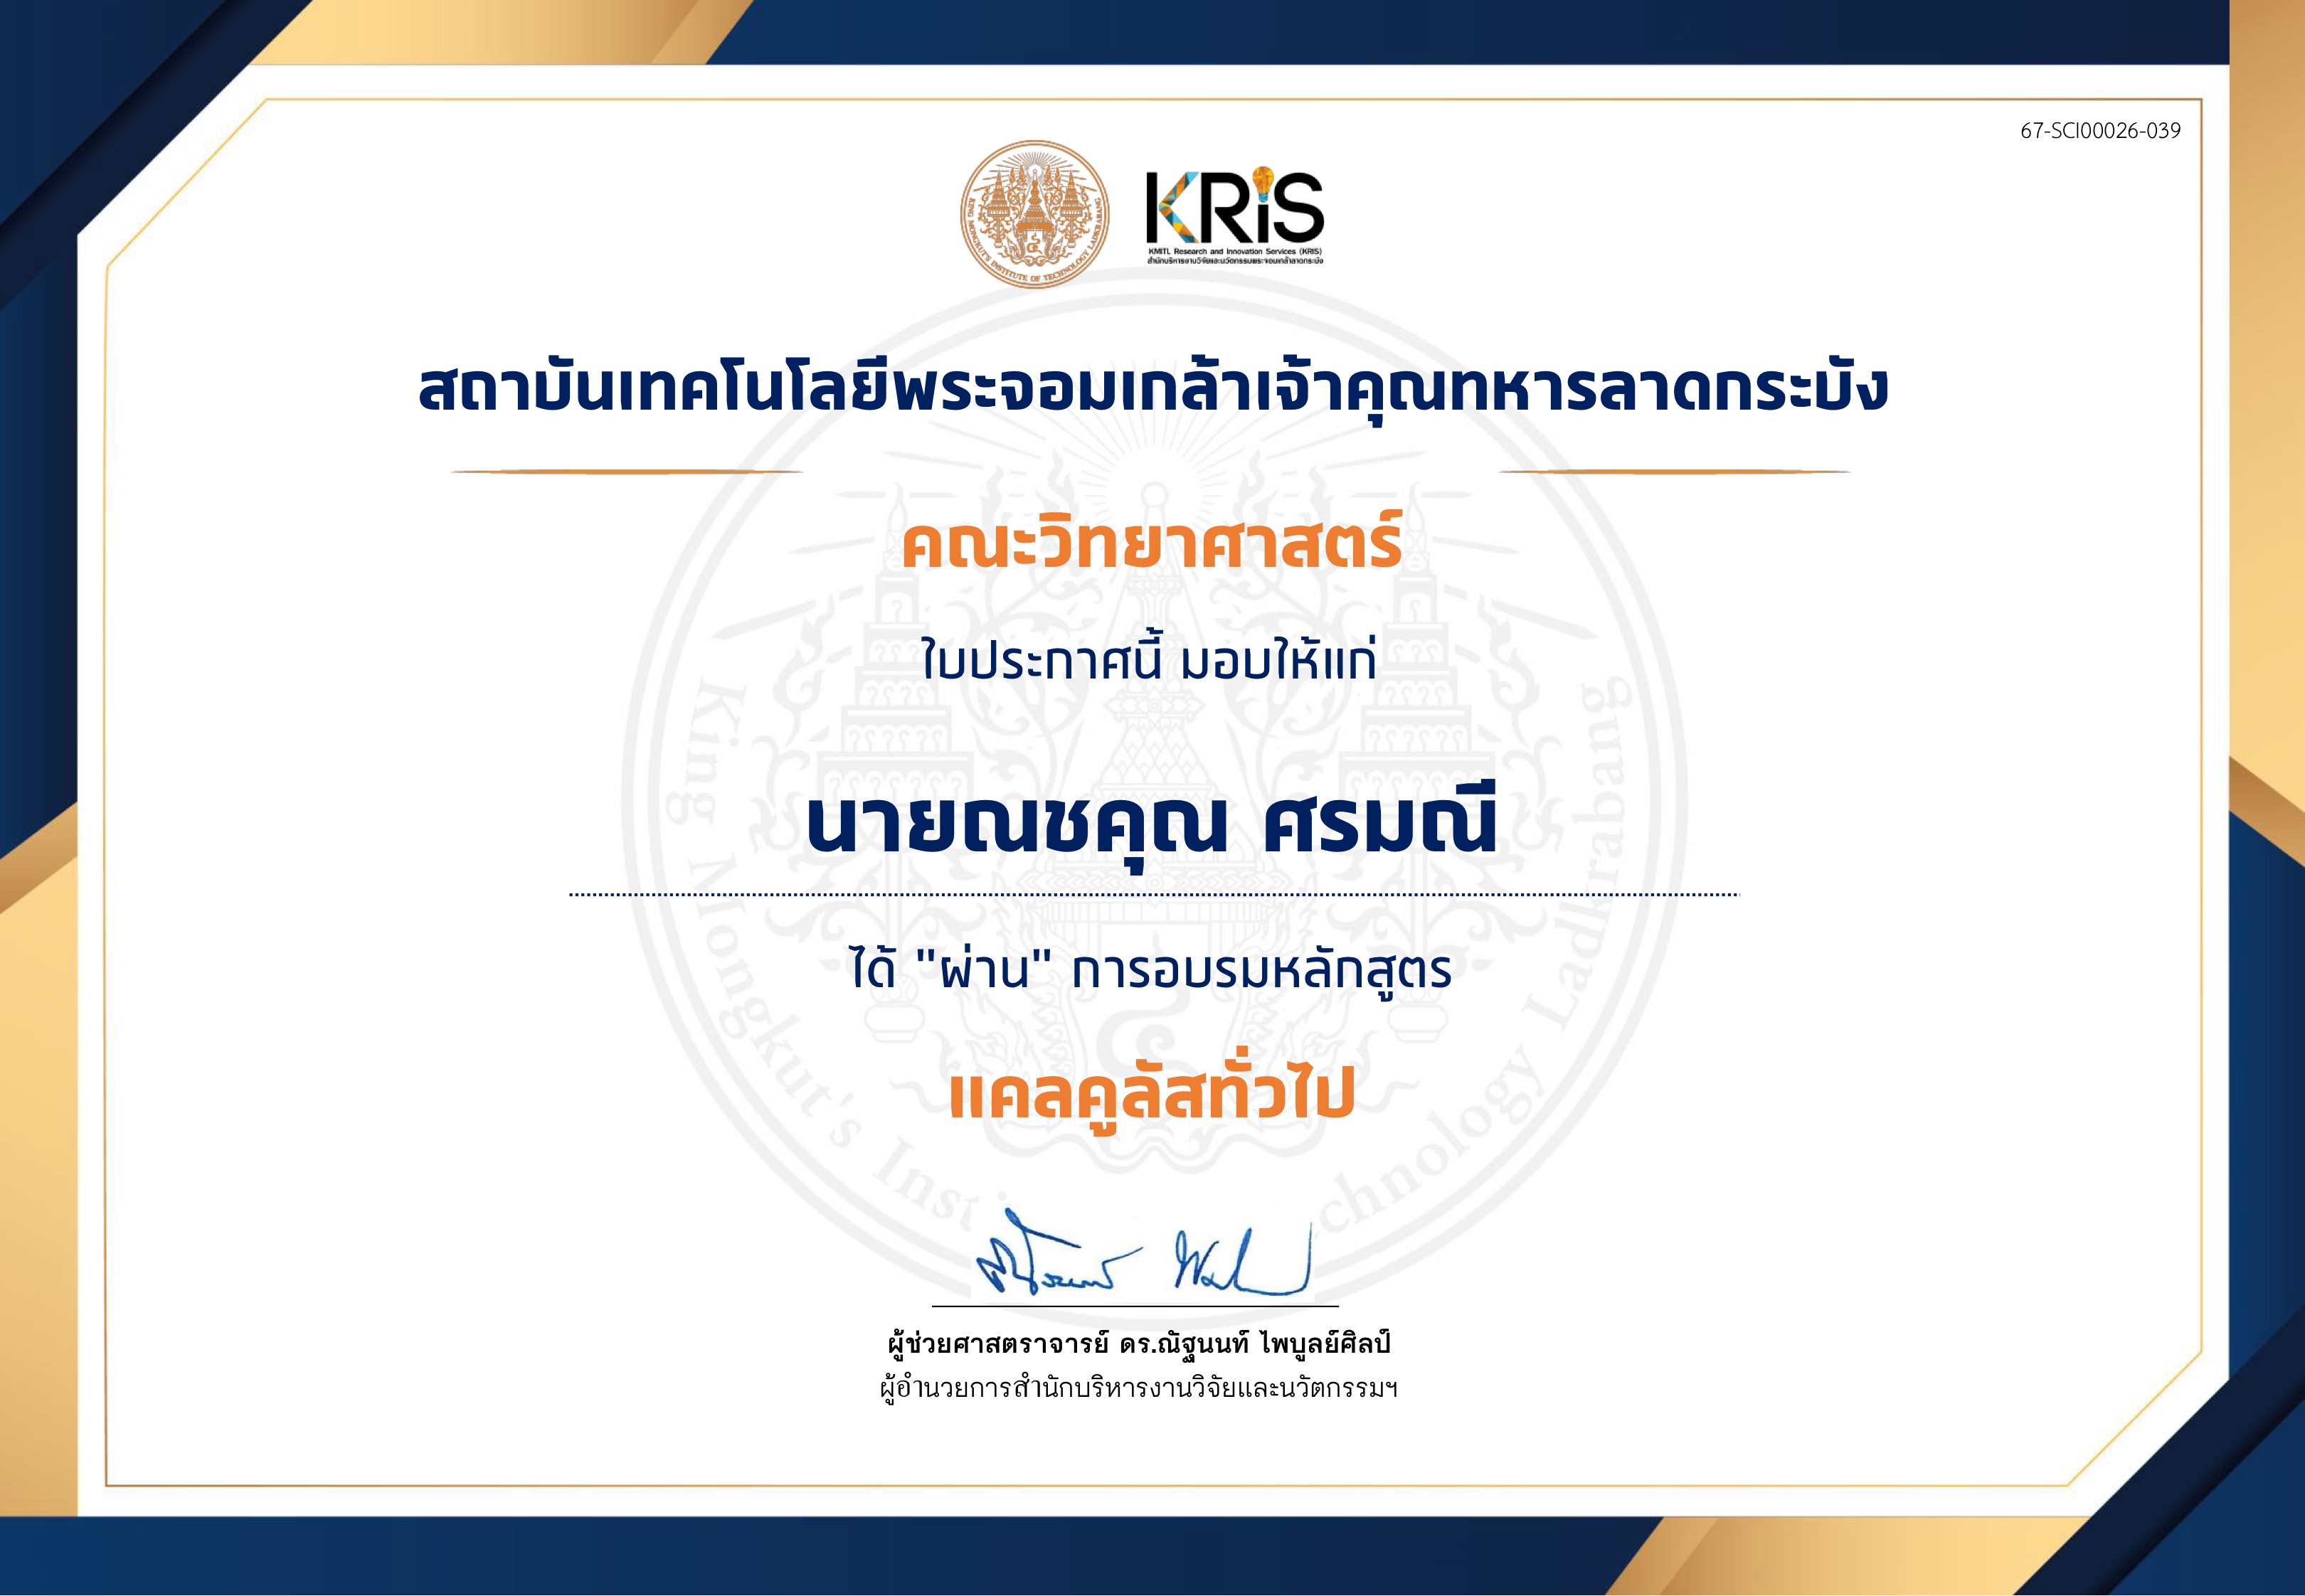 67-SCI00026-039
KING MONGKUT'S INSTITUTE OF TECHNOLOGY LADKRABANG
KRiS
KMITL Research and Innovation Services (KRIS)
สำนักบริหารงานวิจัยและนวัตกรรมพระจอมเกล้าลาดกระบัง
สถาบันเทคโนโลยีพระจอมเกล้าเจ้าคุณทหารลาดกระบัง
คณะวิทยาศาสตร์
ใบประกาศนี้ มอบให้แก่
นายณชคุณ ศรมณี
ได้ "ผ่าน" การอบรมหลักสูตร
แคลคูลัสทั่วไป
King Mongkut's Inst chnology Ladkrabang
ผู้ช่วยศาสตราจารย์ ดร.ณัฐนนท์ ไพบูลย์ศิลป์
ผู้อำนวยการสำนักบริหารงานวิจัยและนวัตกรรมฯ